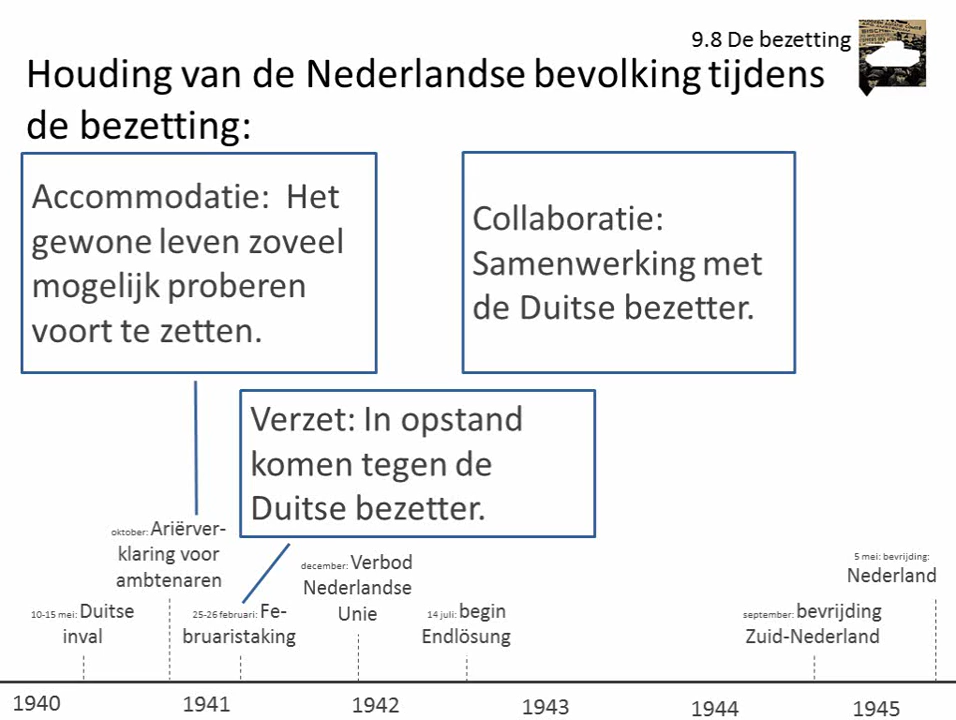 9.8 De bezetting
Houding van de Nederlandse bevolking tijdens
de bezetting:
Accommodatie: Het
gewone leven zoveel
mogelijk proberen
voort te zetten.
Collaboratie:
Samenwerking met
de Duitse bezetter.
Verzet: In opstand
komen tegen de
Duitse bezetter.
oktober: Ariërver-
klaring voor
ambtenaren
10-15 mei: Duitse
inval
25-26 februari: Fe-
bruaristaking
december: Verbod
Nederlandse
Unie
14 juli: begin
Endlösung
september: bevrijding
Zuid-Nederland
5 mei: bevrijding:
Nederland
1940 1941 1942 1943 1944 1945